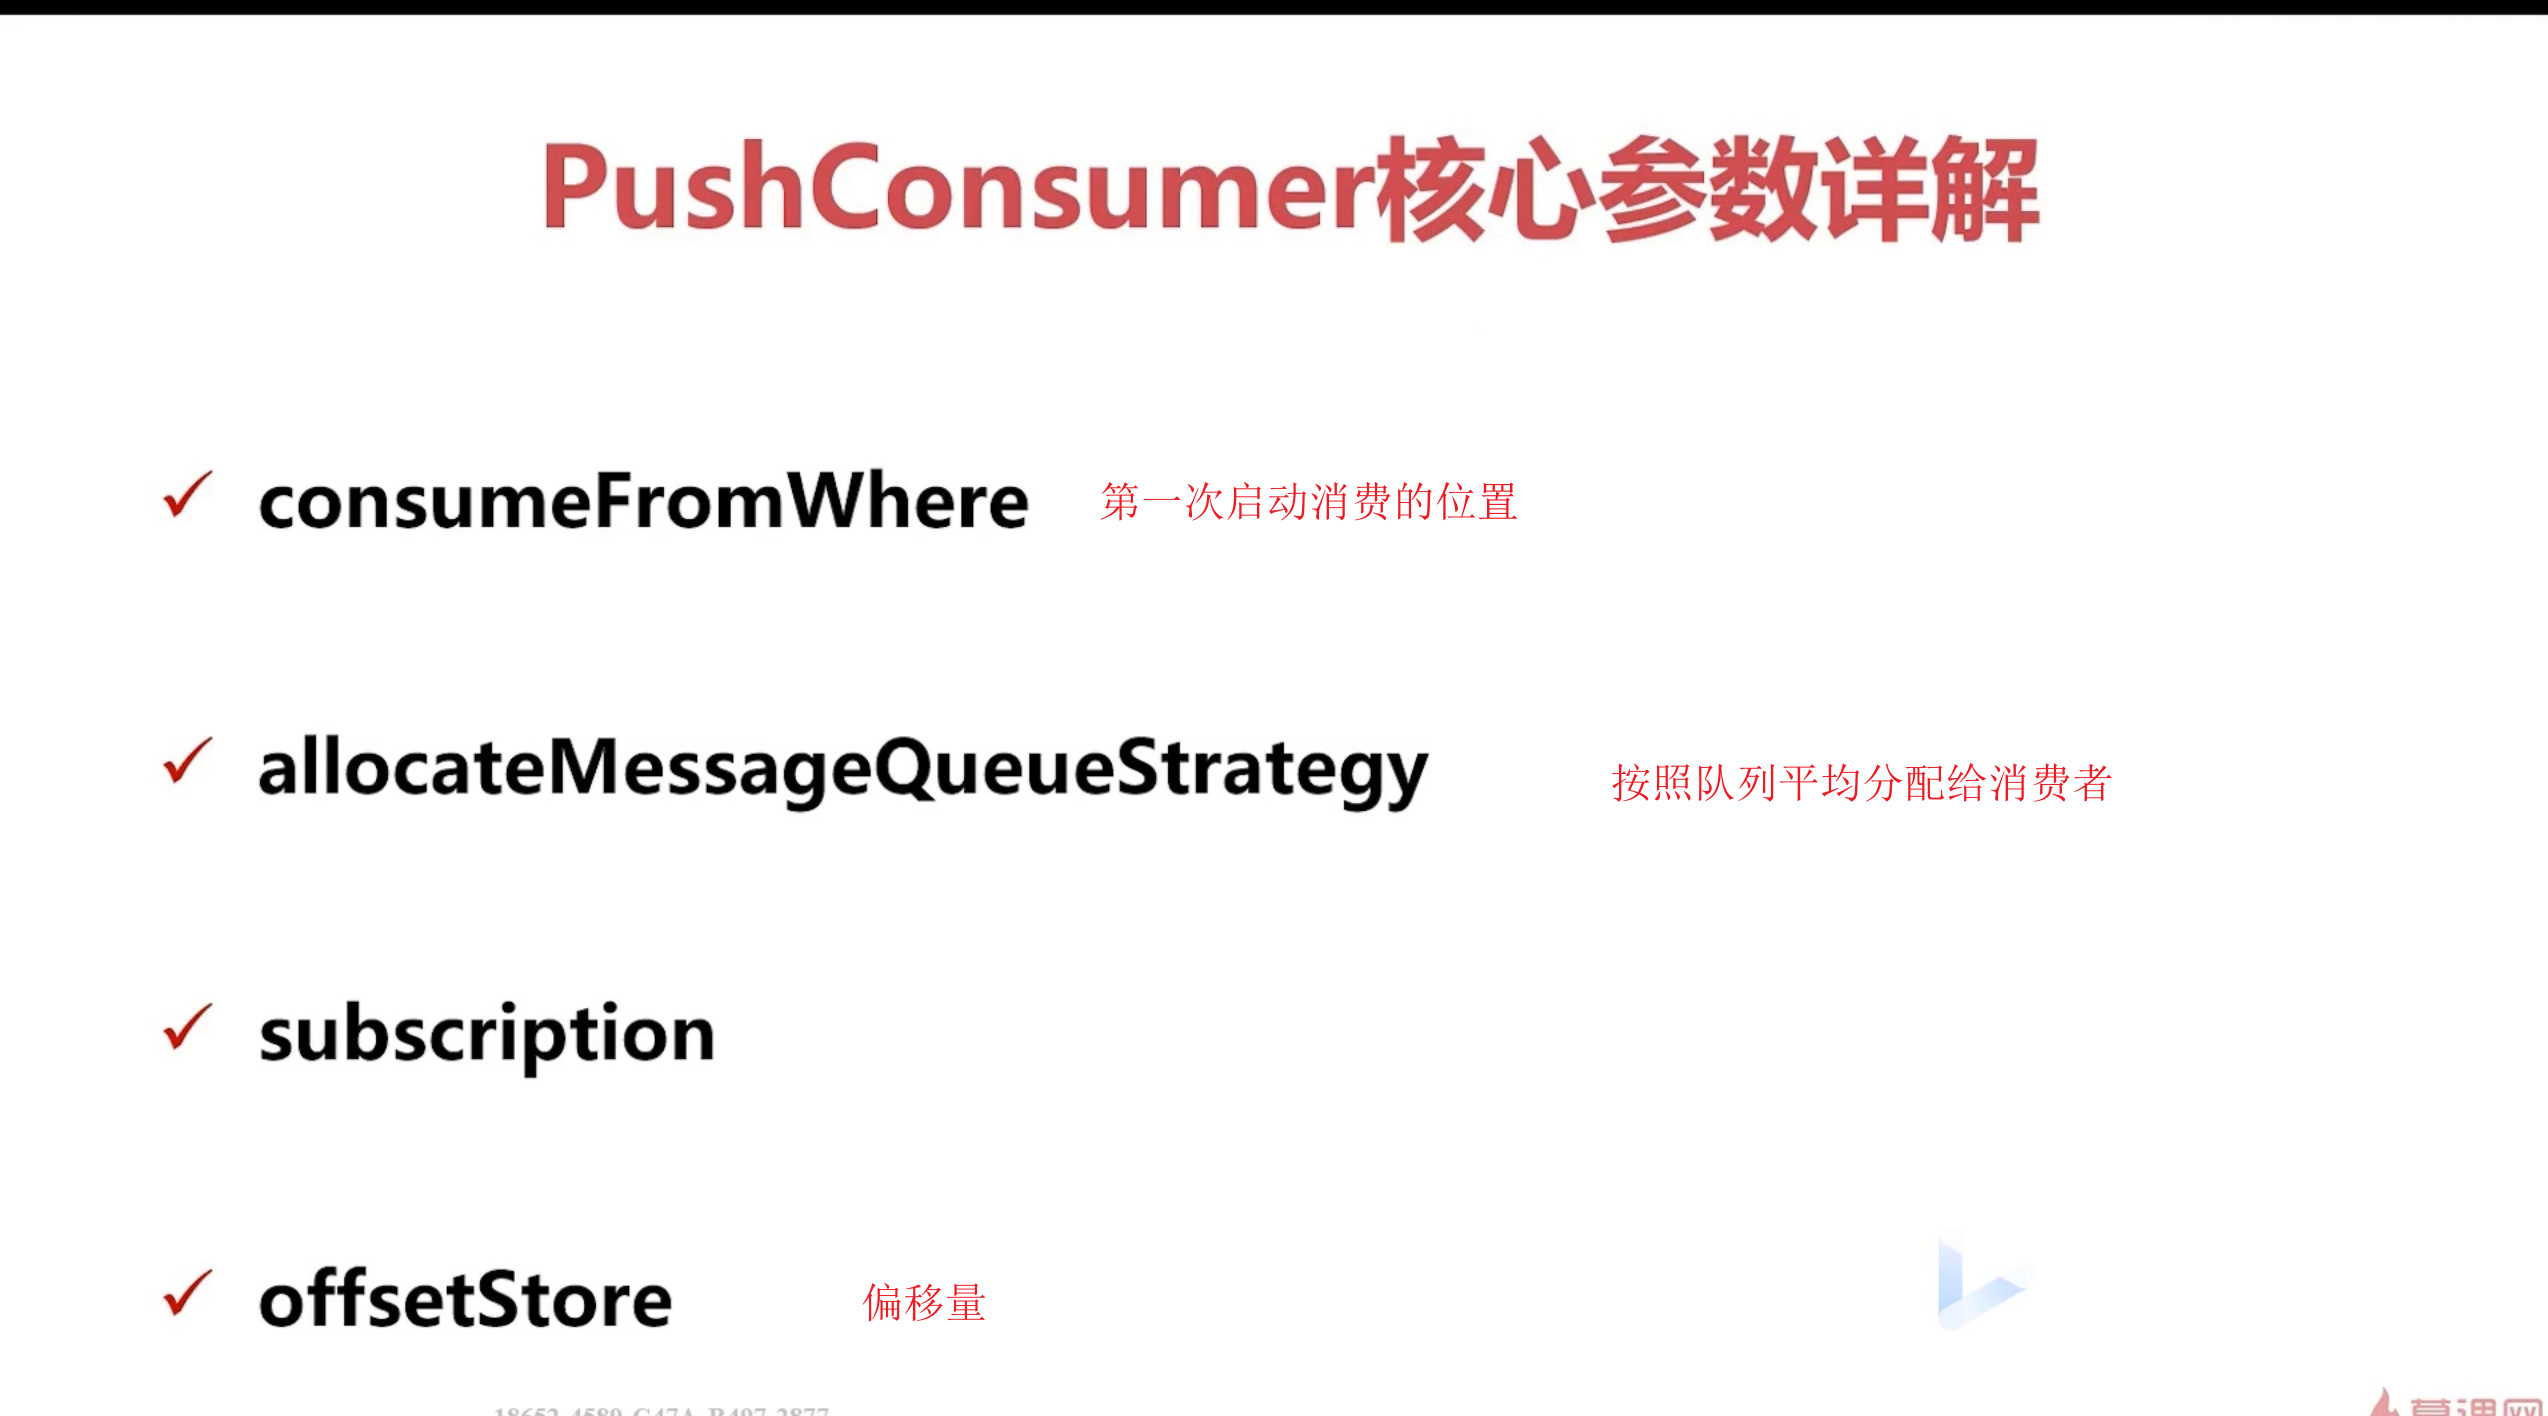 PushConsumer核心参数详解
consumeFromWhere 第一次启动消费的位置
allocateMessageQueueStrategy 按照队列平均分配给消费者
subscription
offsetStore 偏移量
慕课网